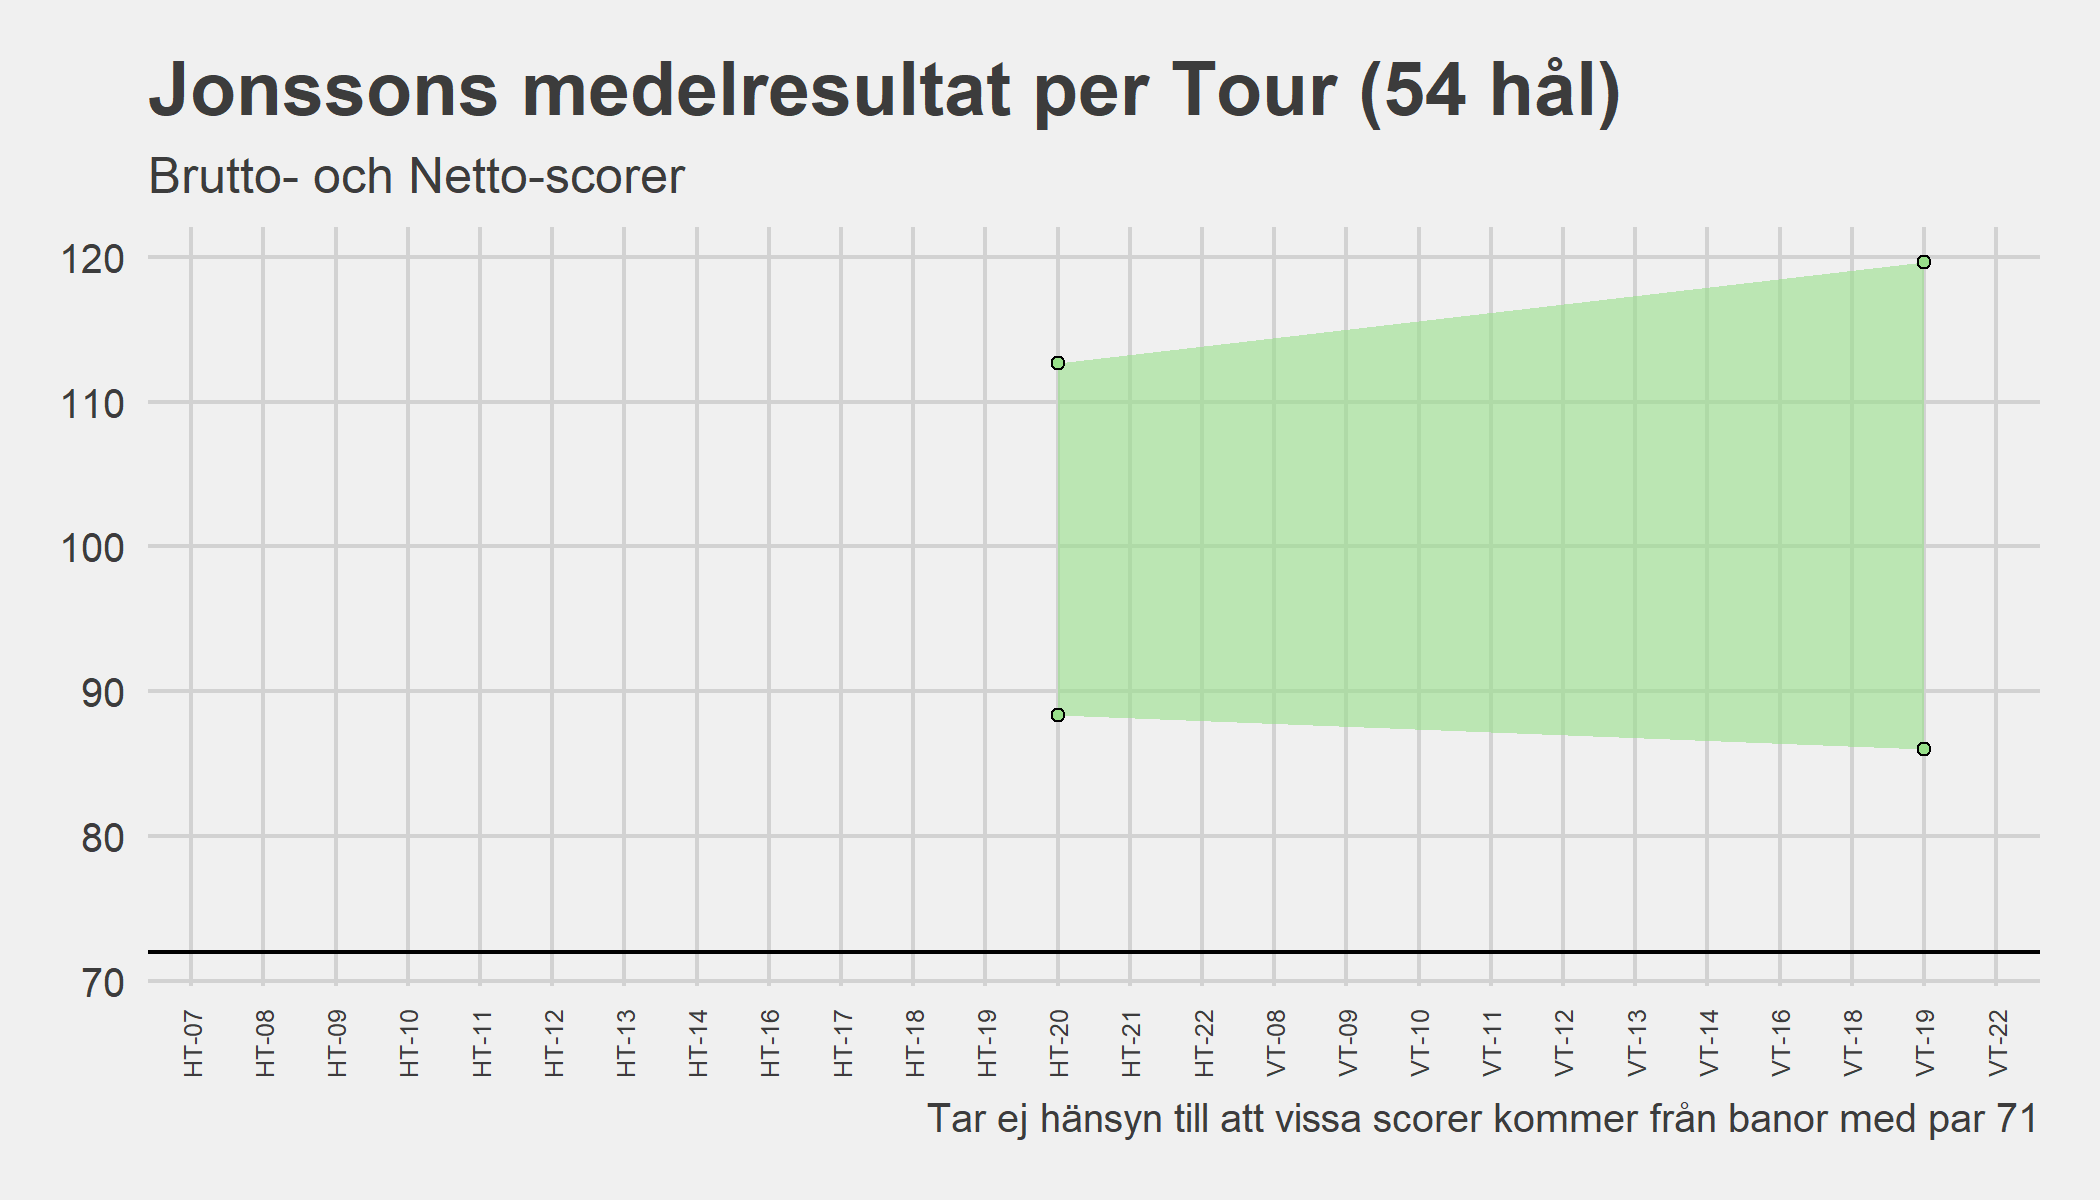 Jonssons medelresultat per Tour (54 hål)
Brutto- och Netto-scorer
120
110
100
90
80
70
HT-07
HT-08
HT-09
HT-10
HT-11
HT-12
HT-13
HT-14
HT-16
HT-17
HT-18
HT-19
HT-20
HT-21
HT-22
VT-08
VT-09
VT-10
VT-11
VT-12
VT-13
VT-14
VT-16
VT-18
VT-19
VT-22
Tar ej hänsyn till att vissa scorer kommer från banor med par 71